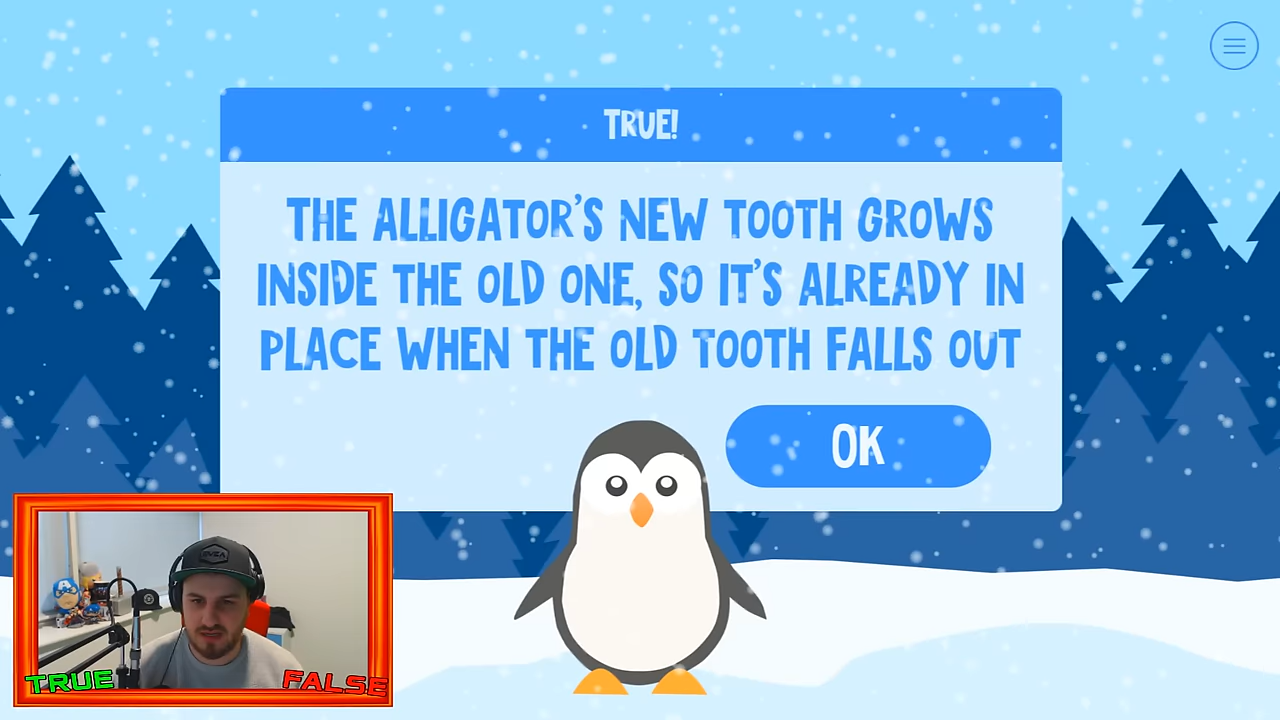 TRUE!
THE ALLIGATOR'S NEW TOOTH GROWS
INSIDE THE OLD ONE, SO IT'S ALREADY IN
PLACE WHEN THE OLD TOOTH FALLS OUT
OK
TRUE
FALSE